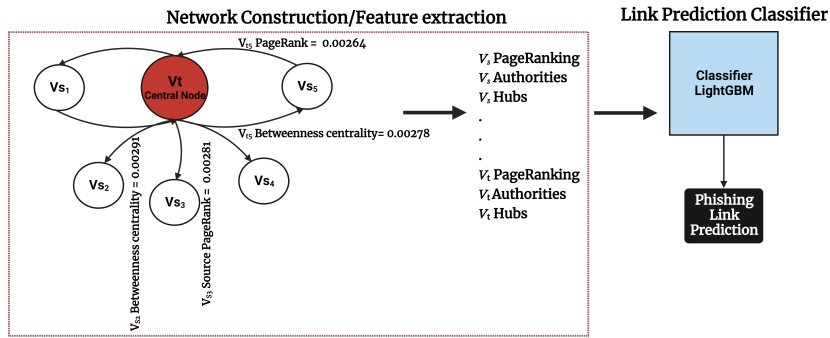 Network Construction/Feature extraction
Link Prediction Classifier
Vt5 PageRank = 0.00264
Vs1
Vt
Central Node
Vs5
Vt5 Betweenness centrality= 0.00278
Vs2
Vs3
Vs4
VS2 Betweenness centrality = 0.00291
VS3 Source PageRank = 0.00281
Vs PageRanking
Vs Authorities
Vs Hubs
.
.
.
Vt PageRanking
Vt Authorities
Vt Hubs
Classifier
LightGBM
Phishing
Link
Prediction